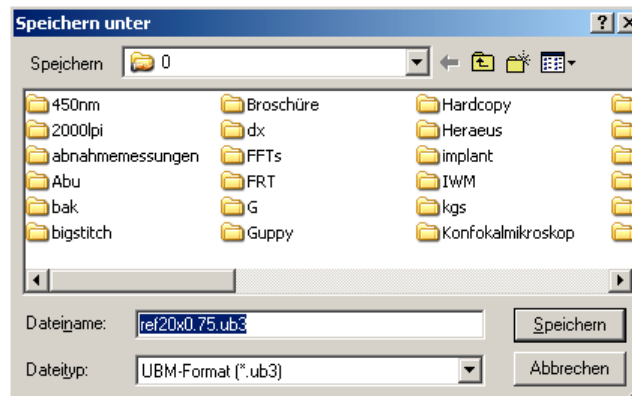 Speichern unter
Speichern 0
450nm Broschüre Hardcopy
2000lpi dx Heraeus
abnahmemessungen FFTs implant
Abu FRT IWM
bak G kgs
bigstitch Guppy Konfokalmikroskop
Dateiname: ref20x0.75.ub3 Speichern
Dateityp: UBM-Format (*.ub3) Abbrechen